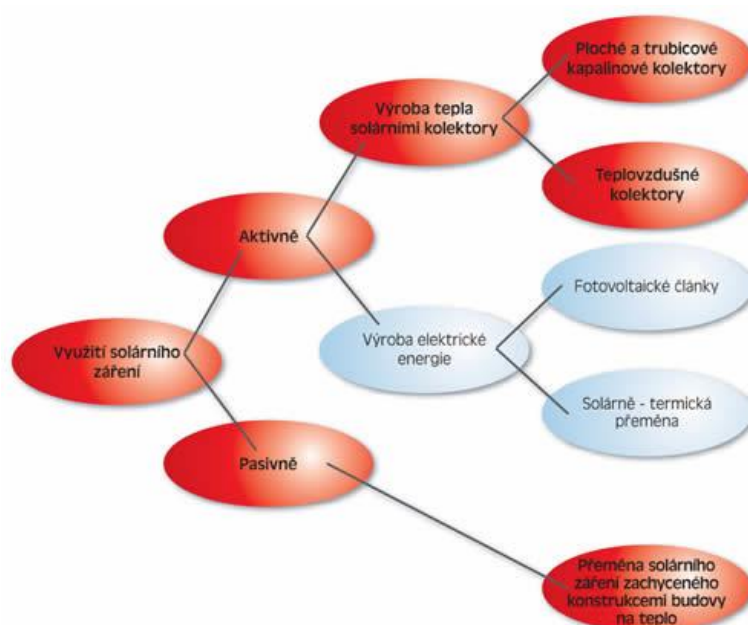 Ploché a trubicové
kapalinové kolektory
Výroba tepla
solárními kolektory
Teplovzdušné
kolektory
Aktivně
Fotovoltaické články
Výroba elektrické
energie
Využití solárního
záření
Solárně - termická
přeměna
Pasivně
Přeměna solárního
záření zachyceného
konstrukcemi budovy
na teplo